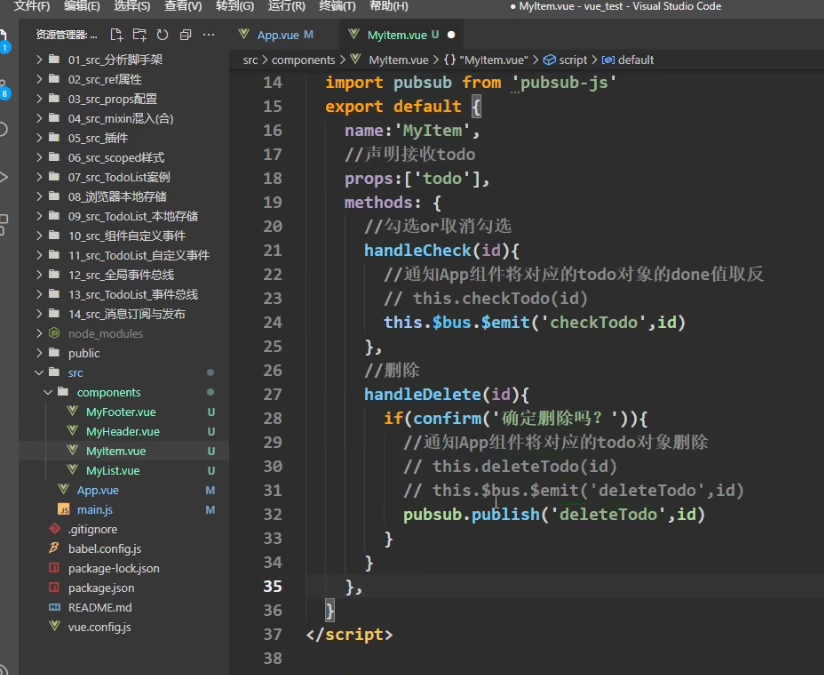 文件(F) 编辑(E) 选择(S) 查看(V) 转到(G) 运行(R) 终端(T) 帮助(H) ● MyItem.vue - vue_test - Visual Studio Code
资源管理器: ... App.vue M MyItem.vue U ●
src > components > MyItem.vue > {} "MyItem.vue" > script > default
1
8
01_src_分析脚手架
02_src_ref属性
03_src_props配置
04_src_mixin混入(合)
05_src_插件
06_src_scoped样式
07_src_TodoList案例
08_浏览器本地存储
09_src_TodoList_本地存储
10_src_组件自定义事件
11_src_TodoList_自定义事件
12_src_全局事件总线
13_src_TodoList_事件总线
14_src_消息订阅与发布
node_modules
public
src
components
MyFooter.vue U
MyHeader.vue U
MyItem.vue U
MyList.vue U
App.vue M
JS main.js M
.gitignore
babel.config.js
package-lock.json
package.json
README.md
vue.config.js
14 import pubsub from 'pubsub-js'
15 export default {
16 name:'MyItem',
17 //声明接收todo
18 props:['todo'],
19 methods: {
20 //勾选or取消勾选
21 handleCheck(id){
22 //通知App组件将对应的todo对象的done值取反
23 // this.checkTodo(id)
24 this.$bus.$emit('checkTodo',id)
25 },
26 //删除
27 handleDelete(id){
28 if(confirm('确定删除吗？')){
29 //通知App组件将对应的todo对象删除
30 // this.deleteTodo(id)
31 // this.$bus.$emit('deleteTodo',id)
32 pubsub.publish('deleteTodo',id)
33 }
34 }
35 },
36 }
37 </script>
38